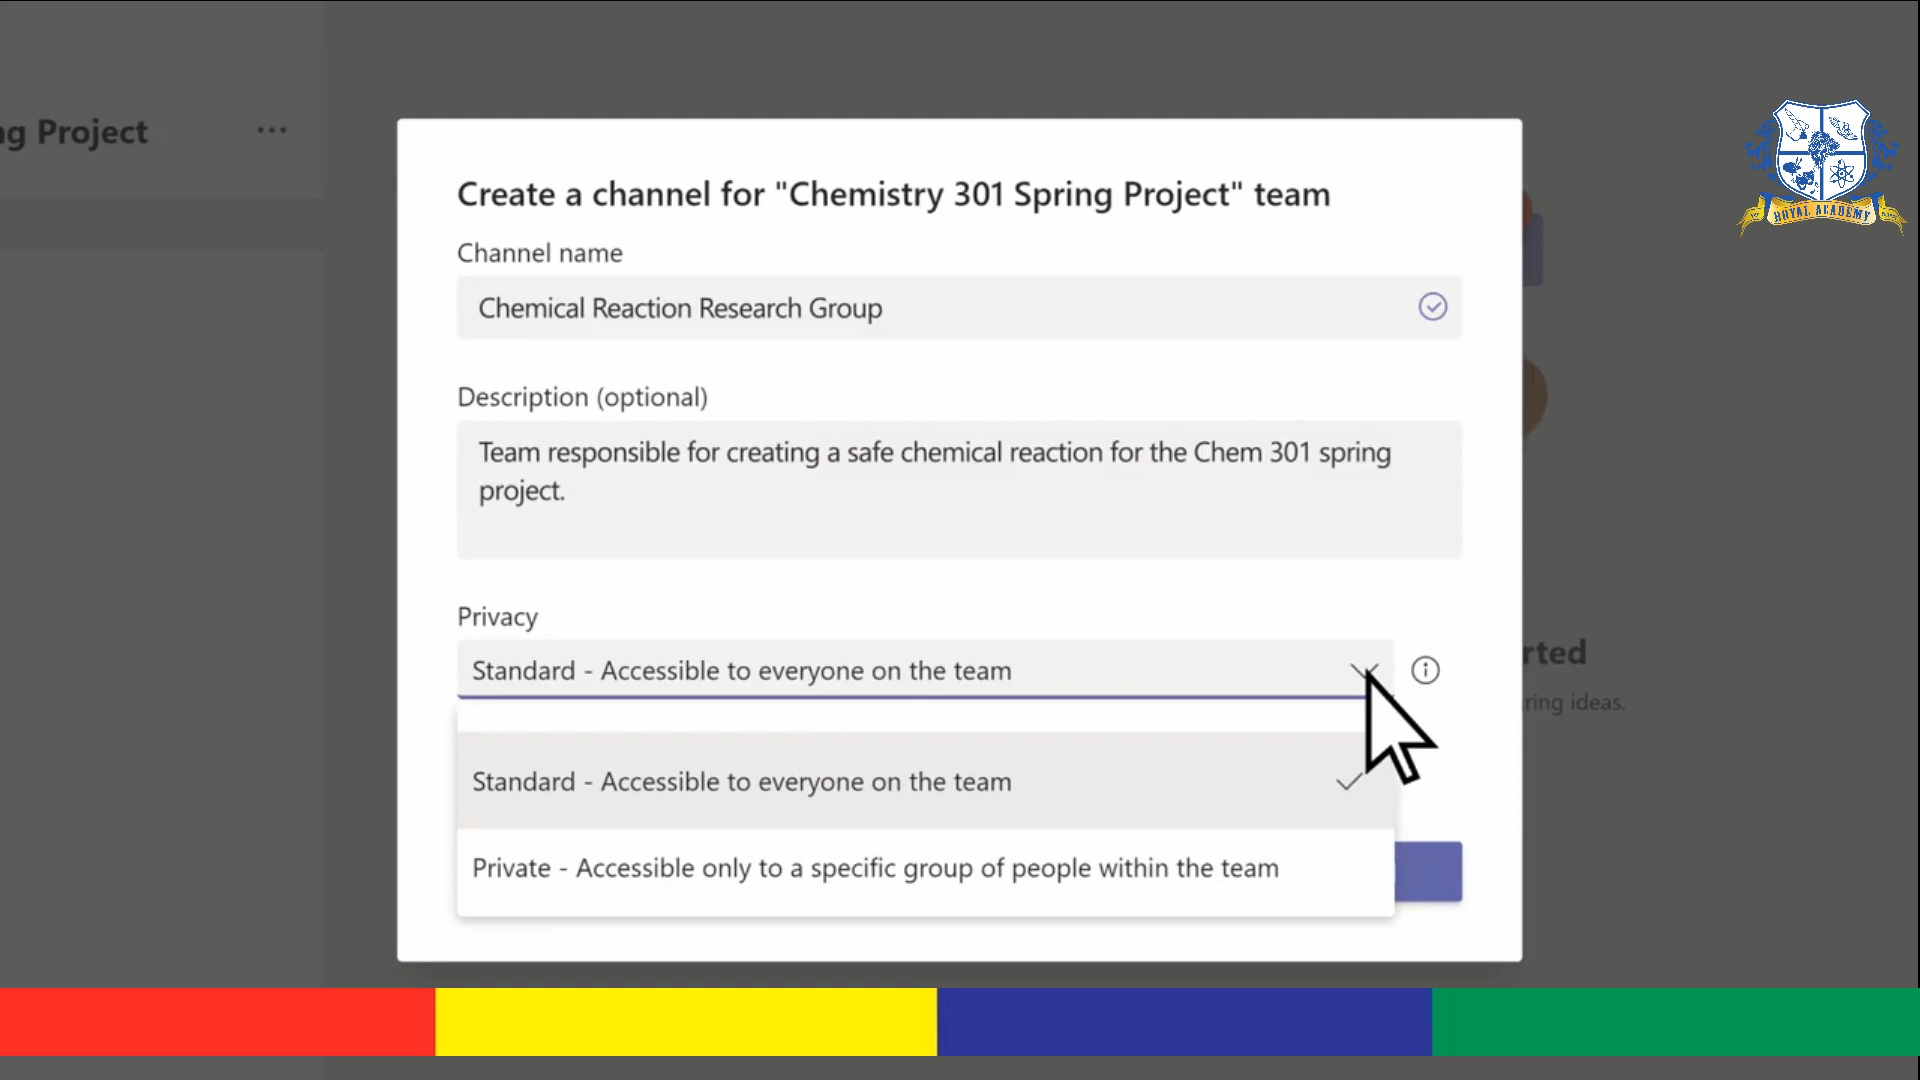 ng Project
Create a channel for "Chemistry 301 Spring Project" team
Channel name
Chemical Reaction Research Group
Description (optional)
Team responsible for creating a safe chemical reaction for the Chem 301 spring
project.
Privacy
Standard - Accessible to everyone on the team
Standard - Accessible to everyone on the team
Private - Accessible only to a specific group of people within the team
rted
ring ideas.
ROYAL ACADEMY